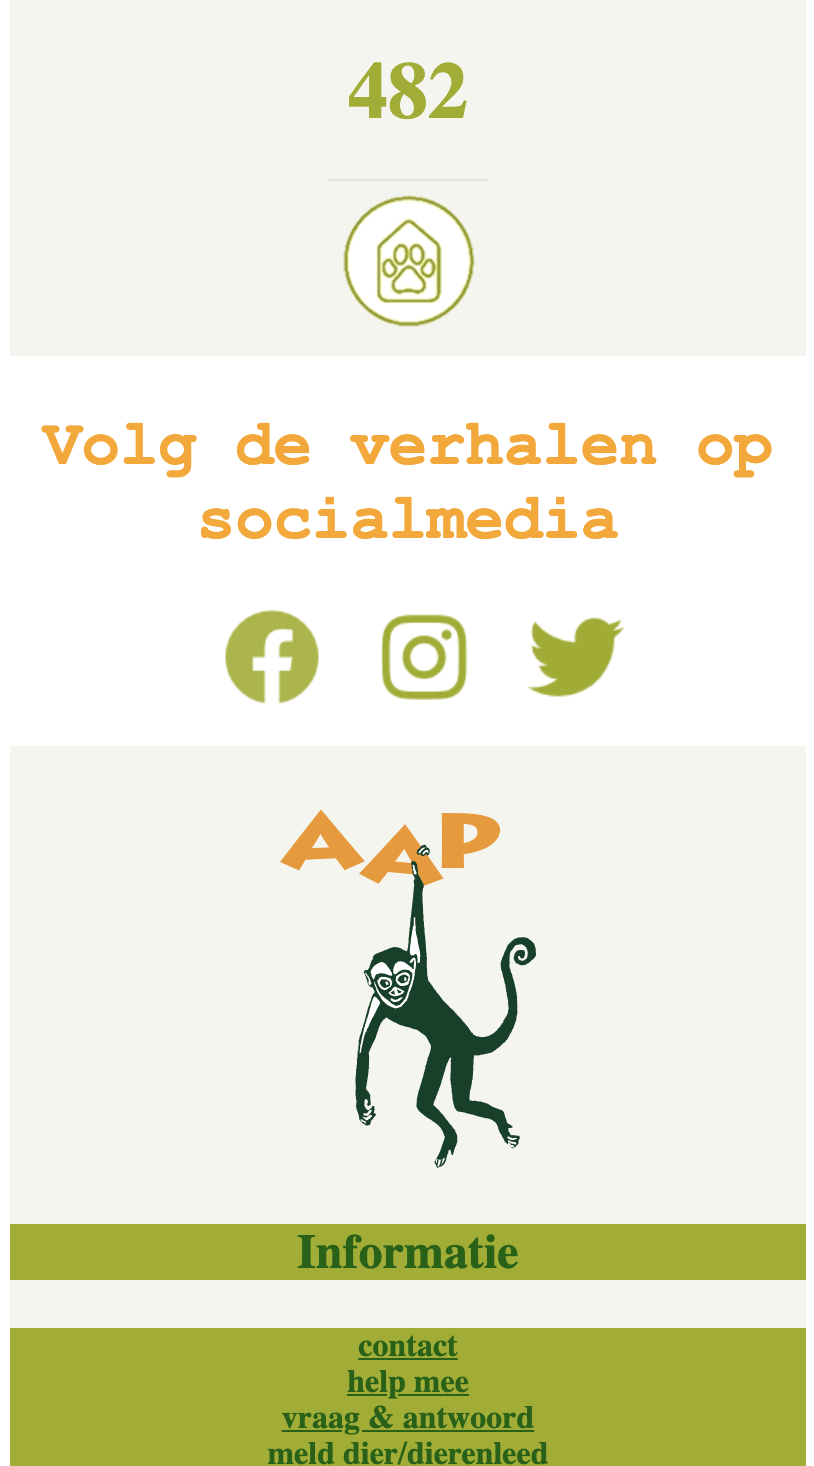 482
Volg de verhalen op
socialmedia
AAP
Informatie
contact
help mee
vraag & antwoord
meld dier/dierenleed